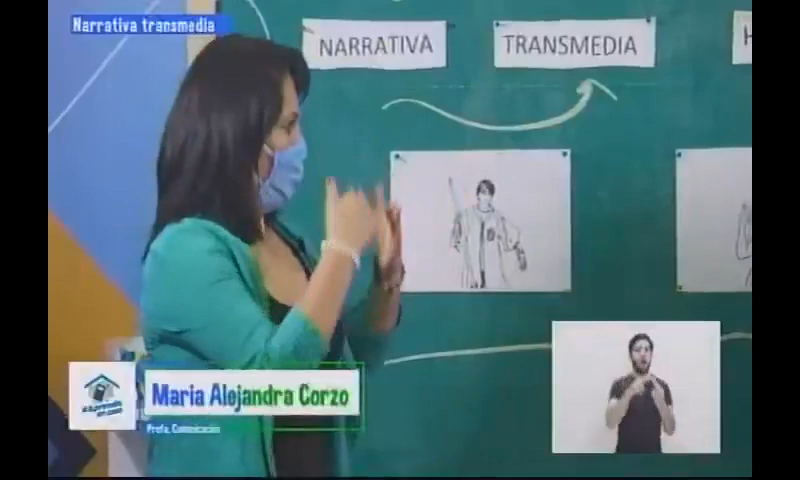 Narrativa transmedia
NARRATIVA
TRANSMEDIA
H
Maria Alejandra Corzo
Profa. Comunicación